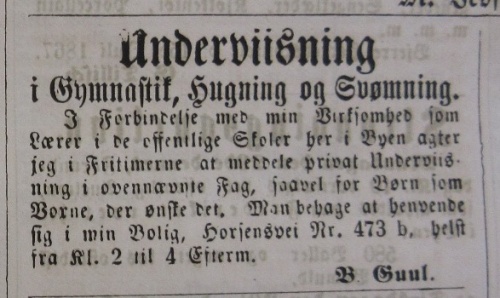 Underviisning
i Gymnastik, Hugning og Svømning.
I Forbindelse med min Virksomhed som
Lærer i de offentlige Skoler her i Byen agter
jeg i Fritimerne at meddele privat Underviis-
ning i ovennævnte Fag, saavel for Børn som
Voxne, der ønske det. Man behage at henvende
sig i min Bolig, Horsensvei Nr. 473 b, helst
fra Kl. 2 til 4 Efterm.
B. Guul.
1867.